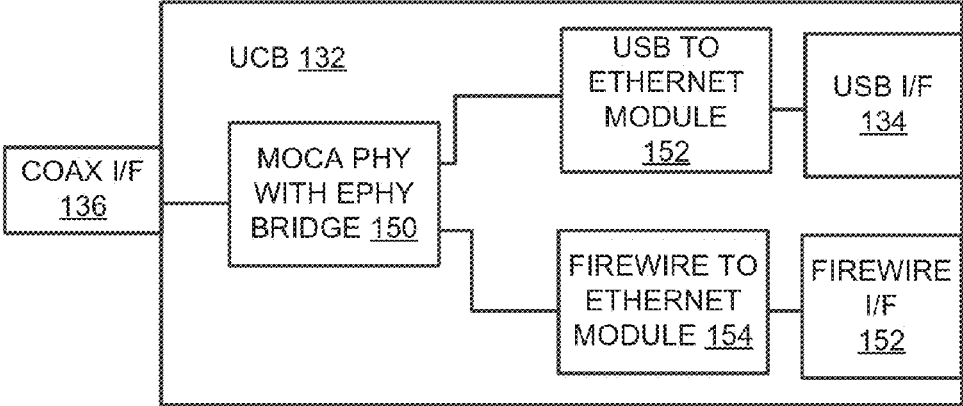 UCB 132
COAX I/F
136
MOCA PHY
WITH EPHY
BRIDGE 150
USB TO
ETHERNET
MODULE
152
USB I/F
134
FIREWIRE TO
ETHERNET
MODULE 154
FIREWIRE
I/F
152